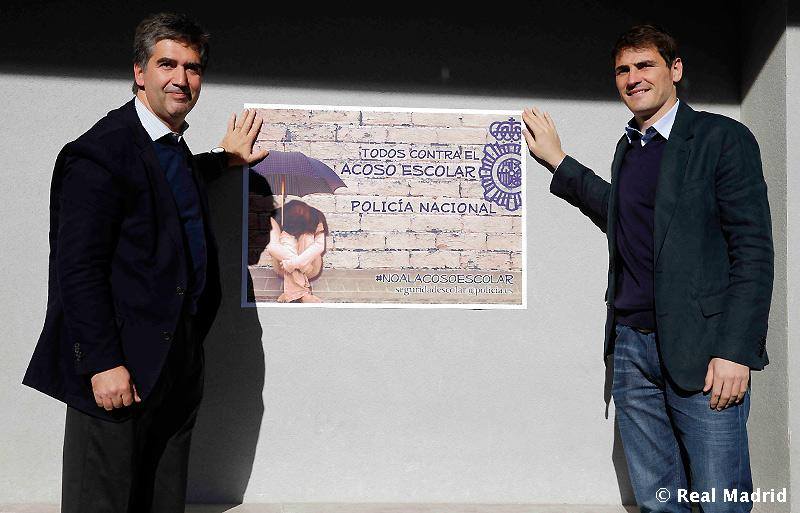 TODOS CONTRA EL
ACOSO ESCOLAR
POLICÍA NACIONAL
#NOALACOSOESCOLAR
seguridadescolar@policia.es
© Real Madrid